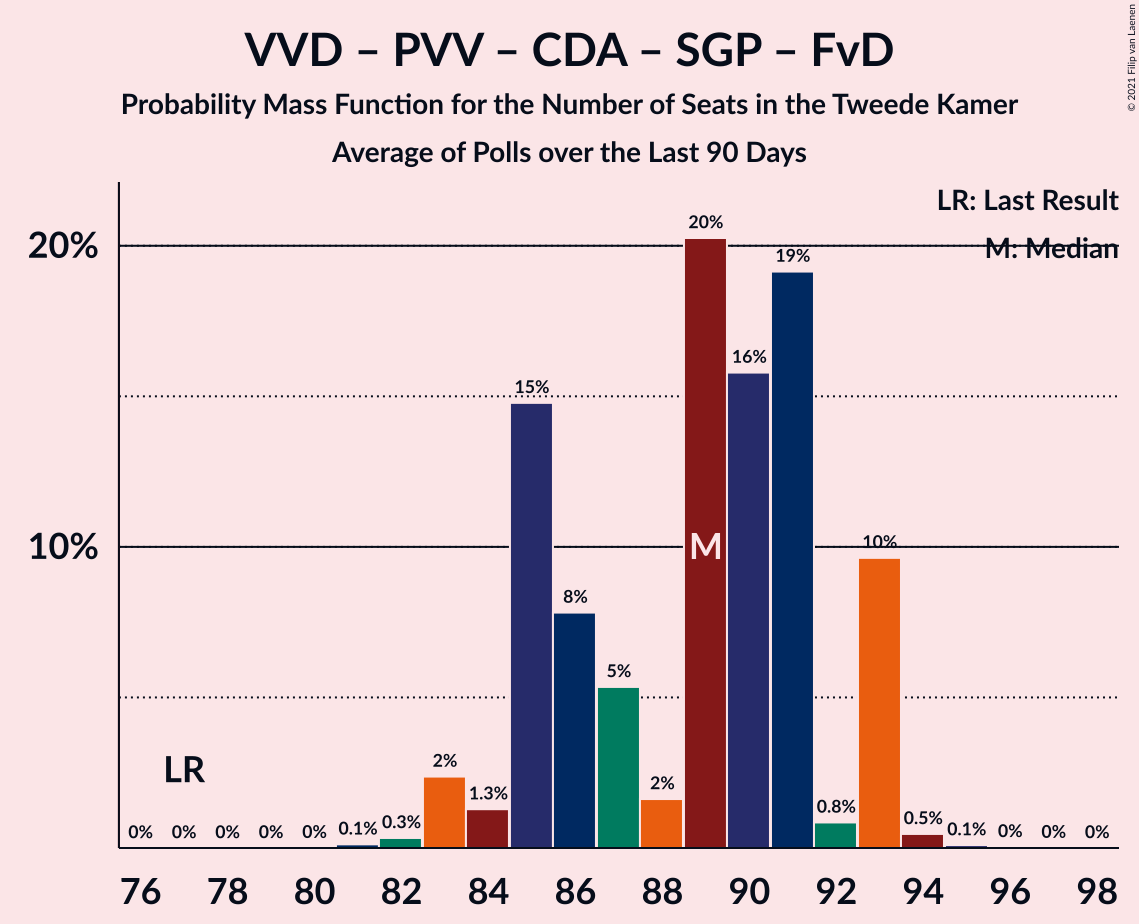 VVD – PVV – CDA – SGP – FvD
Probability Mass Function for the Number of Seats in the Tweede Kamer
Average of Polls over the Last 90 Days
© 2021 Filip van Laenen
LR: Last Result
M: Median
20%
10%
20%
19%
16%
15%
10%
8%
5%
2%
1.3%
2%
0.8%
0.5%
0.3%
0.1%
0.1%
0%
0%
0%
0%
0%
0%
0%
0%
LR
M
76 78 80 82 84 86 88 90 92 94 96 98